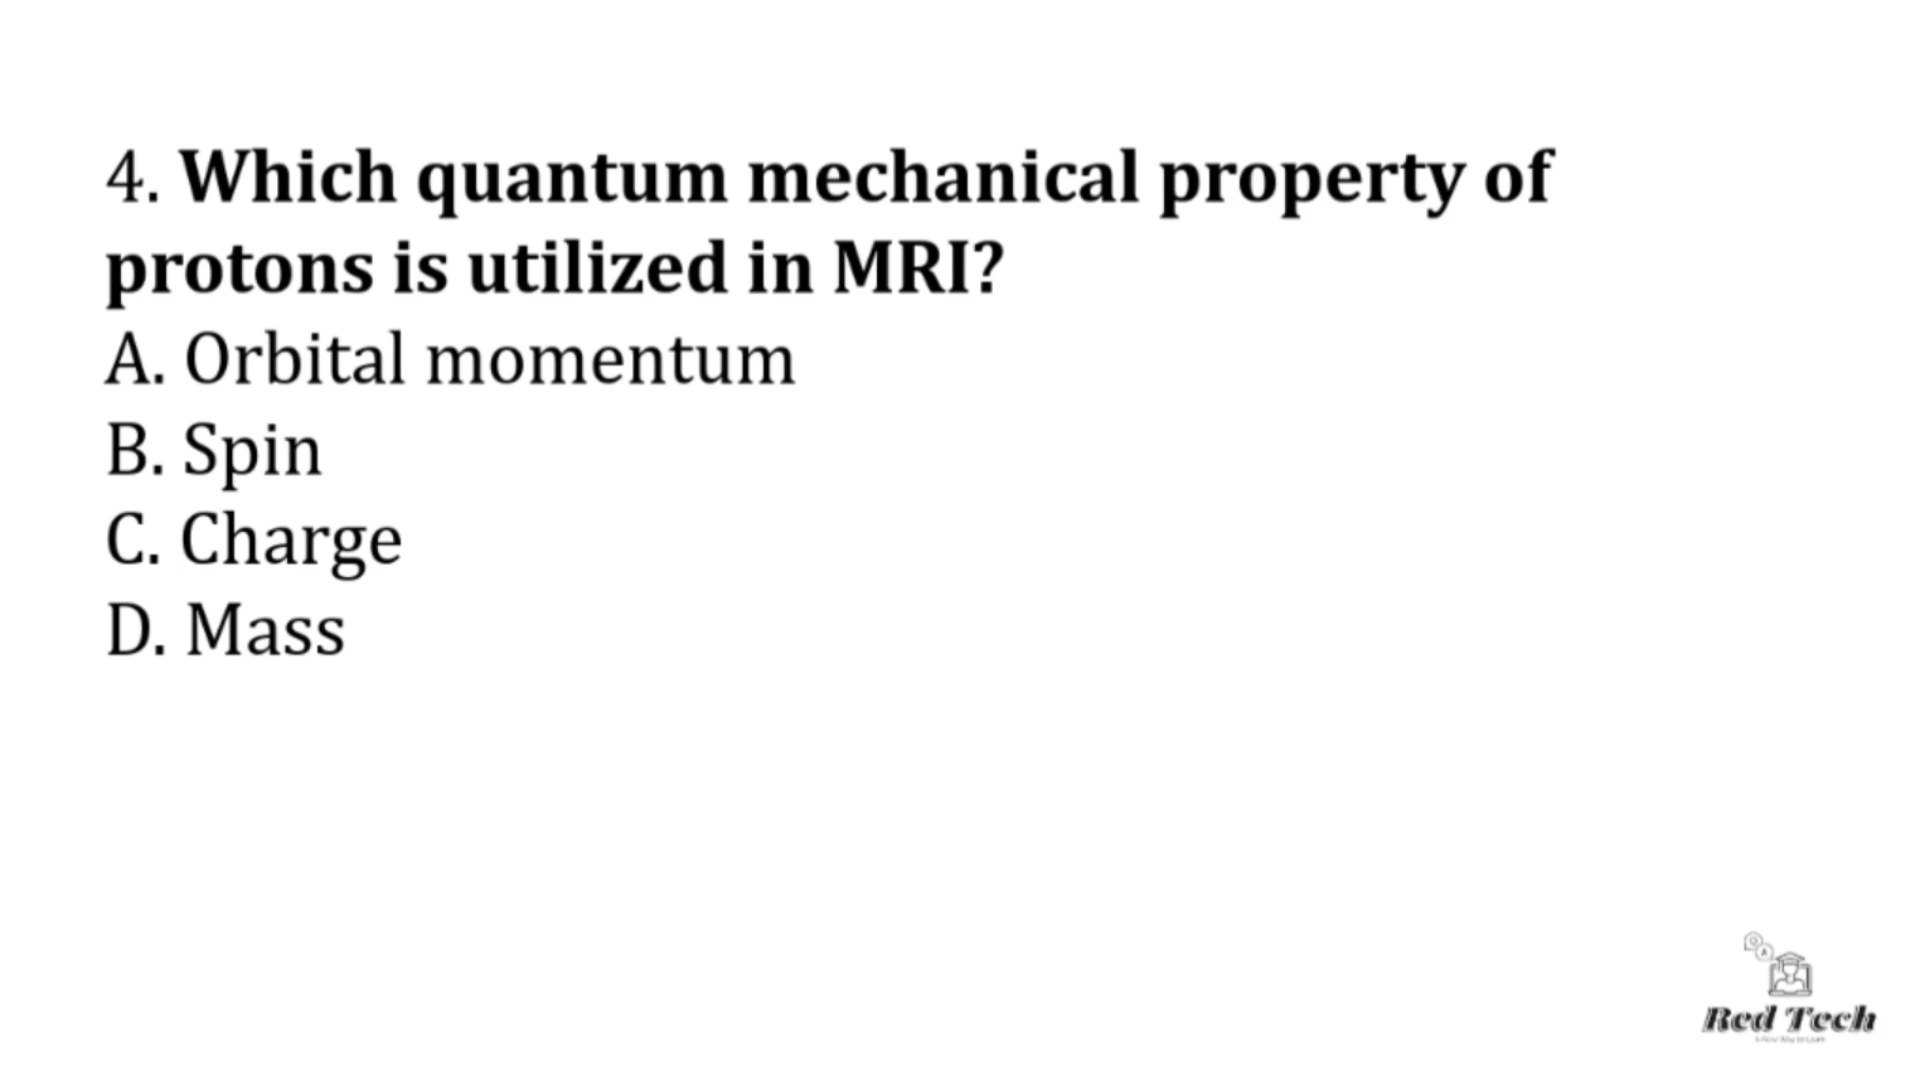 4. Which quantum mechanical property of
protons is utilized in MRI?
A. Orbital momentum
B. Spin
C. Charge
D. Mass
Q
A
Red Tech